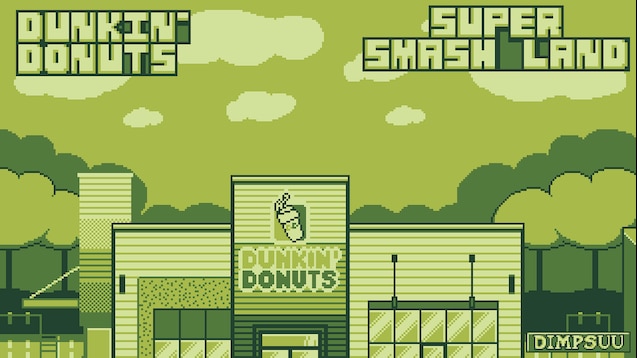 DUNKIN'
DONUTS
SUPER
SMASH LAND
DUNKIN'
DONUTS
DIMPSUU